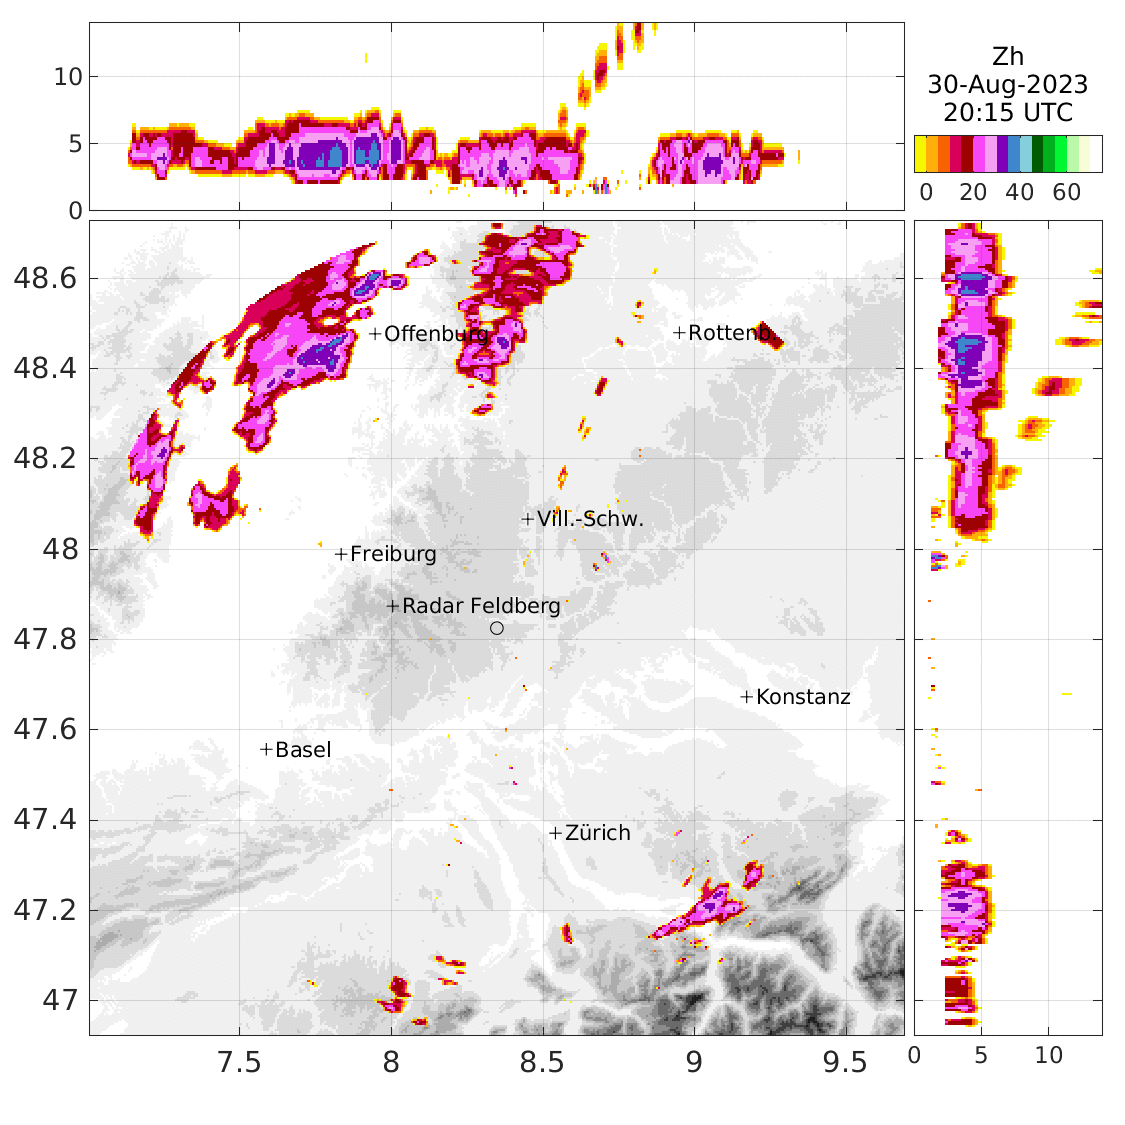 10
5
0
Zh
30-Aug-2023
20:15 UTC
0 20 40 60
48.6
48.4
48.2
48
47.8
47.6
47.4
47.2
47
Offenburg
Rottenb.
Vill.-Schw.
Freiburg
Radar Feldberg
Konstanz
Basel
Zürich
7.5 8 8.5 9 9.5
0 5 10